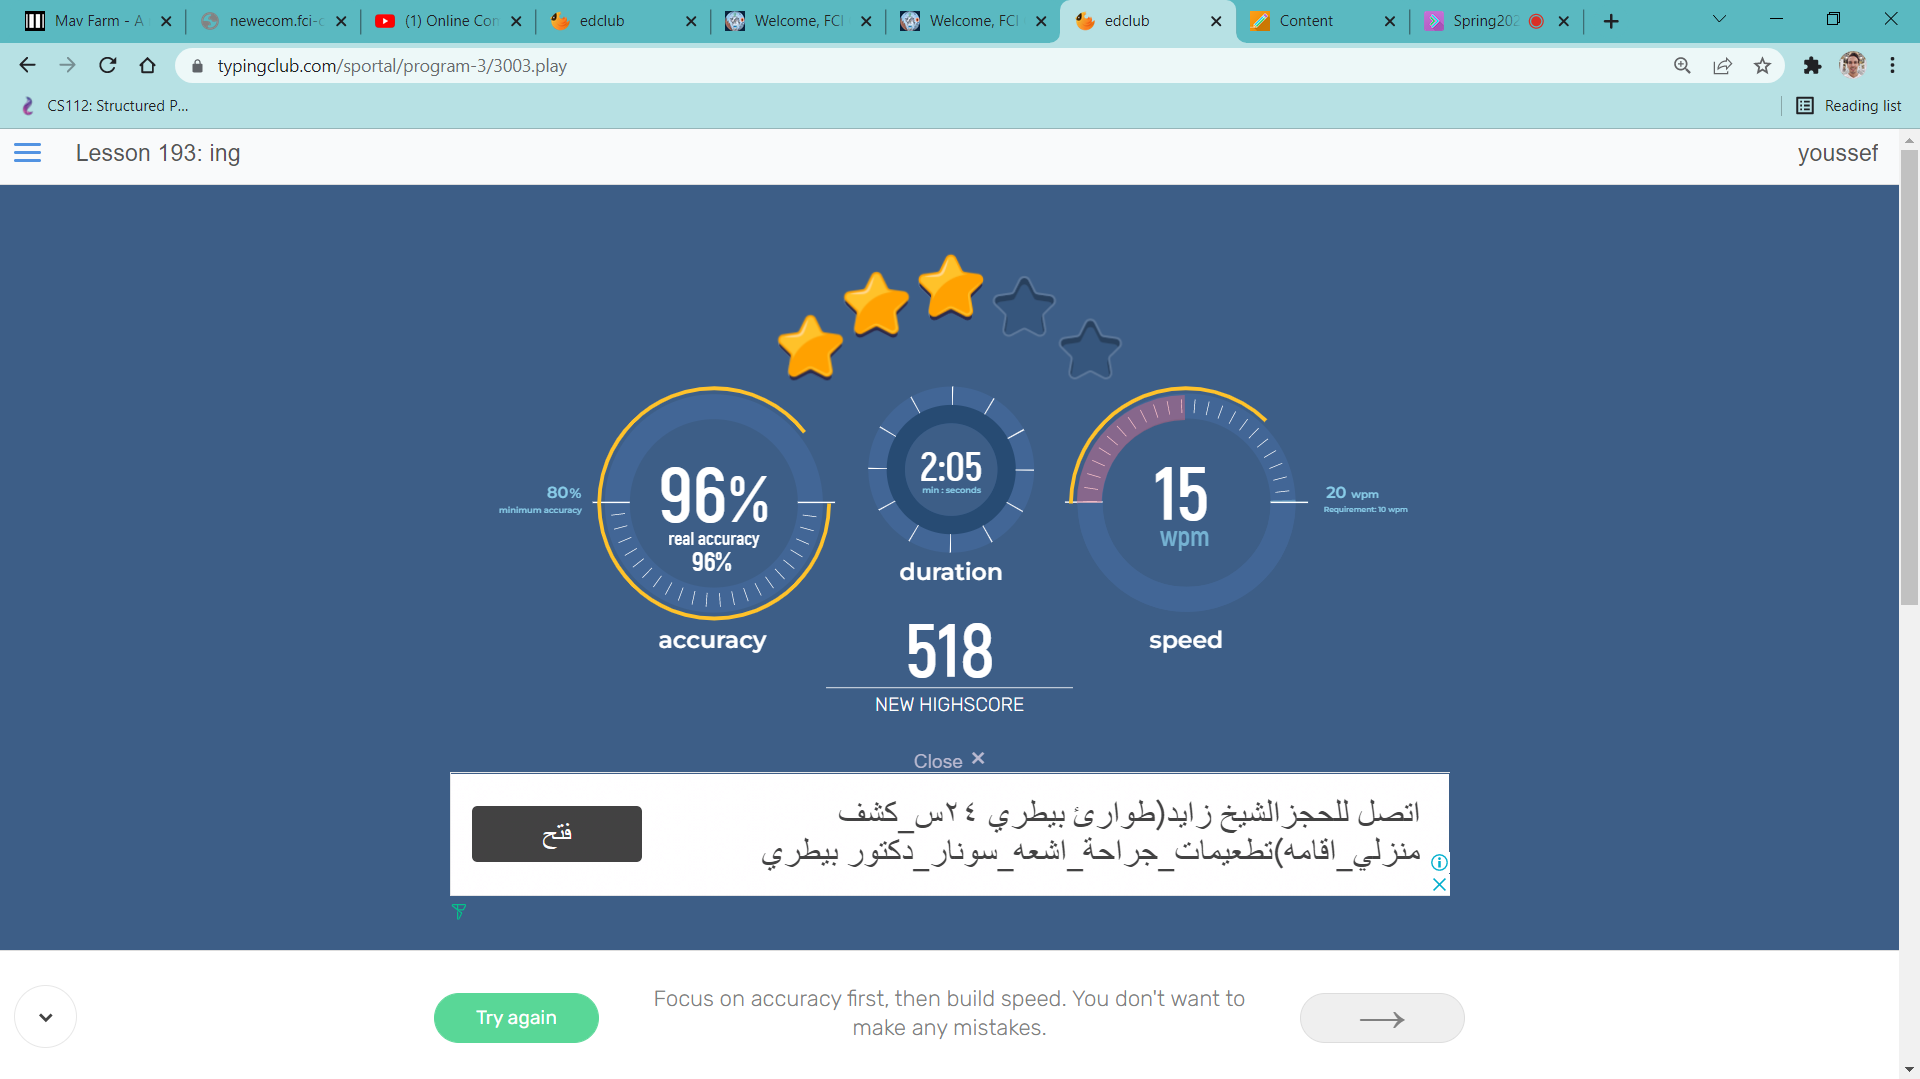 Mav Farm - A
newecom.fci-c
(1) Online Con
edclub
Welcome, FCI
Welcome, FCI
edclub
Content
Spring202
typingclub.com/sportal/program-3/3003.play
CS112: Structured P...
Reading list
Lesson 193: ing
youssef
80%
minimum accuracy
96%
real accuracy
96%
accuracy
2:05
min : seconds
duration
15
wpm
20 wpm
Requirement: 10 wpm
speed
518
NEW HIGHSCORE
Close ✕
اتصل للحجزالشيخ زايد(طوارئ بيطري ٢٤س_كشف
منزلي_اقامه)تطعيمات_جراحة_اشعه_سونار_دكتور بيطري
فتح
Try again
Focus on accuracy first, then build speed. You don't want to
make any mistakes.